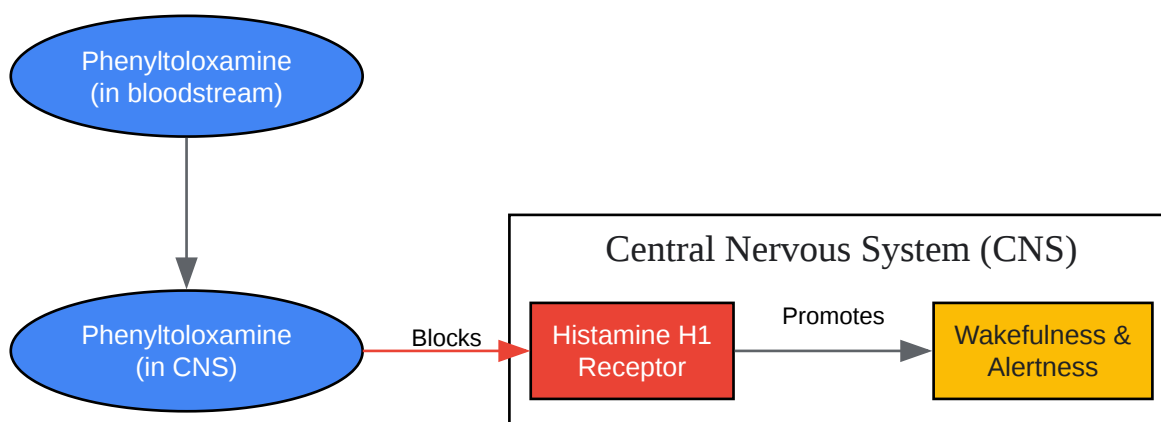 Phenyltoloxamine
(in bloodstream)
Central Nervous System (CNS)
Phenyltoloxamine
(in CNS)
Blocks
Histamine H1
Receptor
Promotes
Wakefulness &
Alertness